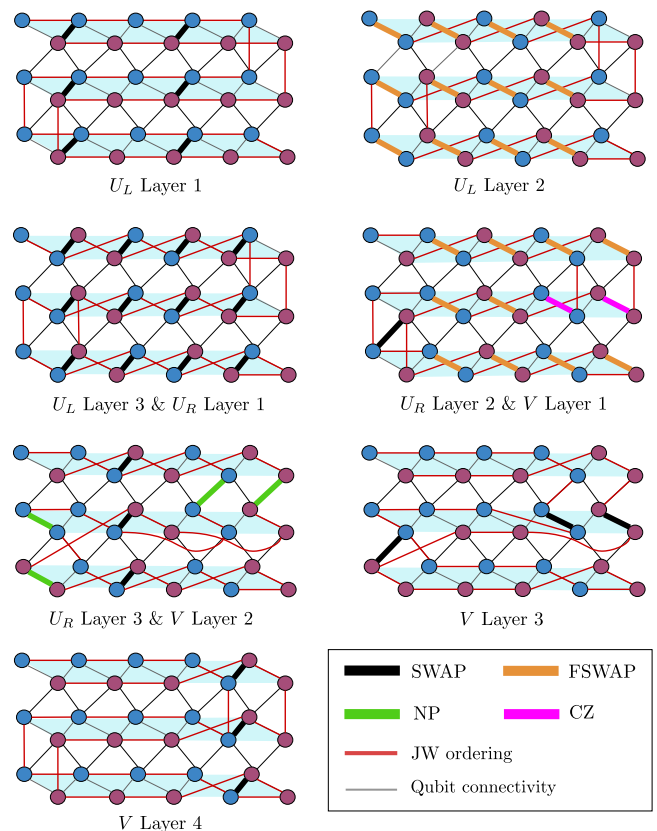 U_L Layer 1
U_L Layer 2
U_L Layer 3 & U_R Layer 1
U_R Layer 2 & V Layer 1
U_R Layer 3 & V Layer 2
V Layer 3
V Layer 4
SWAP
FSWAP
NP
CZ
JW ordering
Qubit connectivity